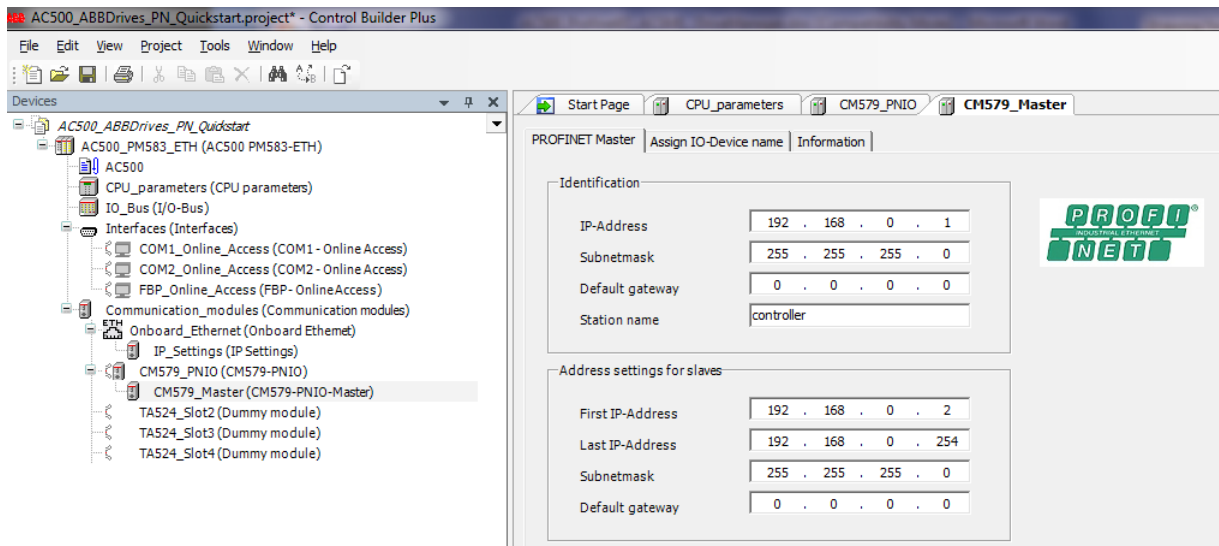 AC500_ABBDrives_PN_Quickstart.project* - Control Builder Plus
File Edit View Project Tools Window Help
Devices
AC500_ABBDrives_PN_Quickstart
AC500_PM583_ETH (AC500 PM583-ETH)
AC500
CPU_parameters (CPU parameters)
IO_Bus (I/O-Bus)
Interfaces (Interfaces)
COM1_Online_Access (COM1 - Online Access)
COM2_Online_Access (COM2 - Online Access)
FBP_Online_Access (FBP- OnlineAccess)
Communication_modules (Communication modules)
ETH
Onboard_Ethernet (Onboard Ethernet)
IP_Settings (IP Settings)
CM579_PNIO (CM579-PNIO)
CM579_Master (CM579-PNIO-Master)
TA524_Slot2 (Dummy module)
TA524_Slot3 (Dummy module)
TA524_Slot4 (Dummy module)
Start Page CPU_parameters CM579_PNIO CM579_Master
PROFINET Master Assign IO-Device name Information
Identification
IP-Address 192 . 168 . 0 . 1
Subnetmask 255 . 255 . 255 . 0
Default gateway 0 . 0 . 0 . 0
Station name controller
PROFI
INDUSTRIAL ETHERNET
NET
®
Address settings for slaves
First IP-Address 192 . 168 . 0 . 2
Last IP-Address 192 . 168 . 0 . 254
Subnetmask 255 . 255 . 255 . 0
Default gateway 0 . 0 . 0 . 0